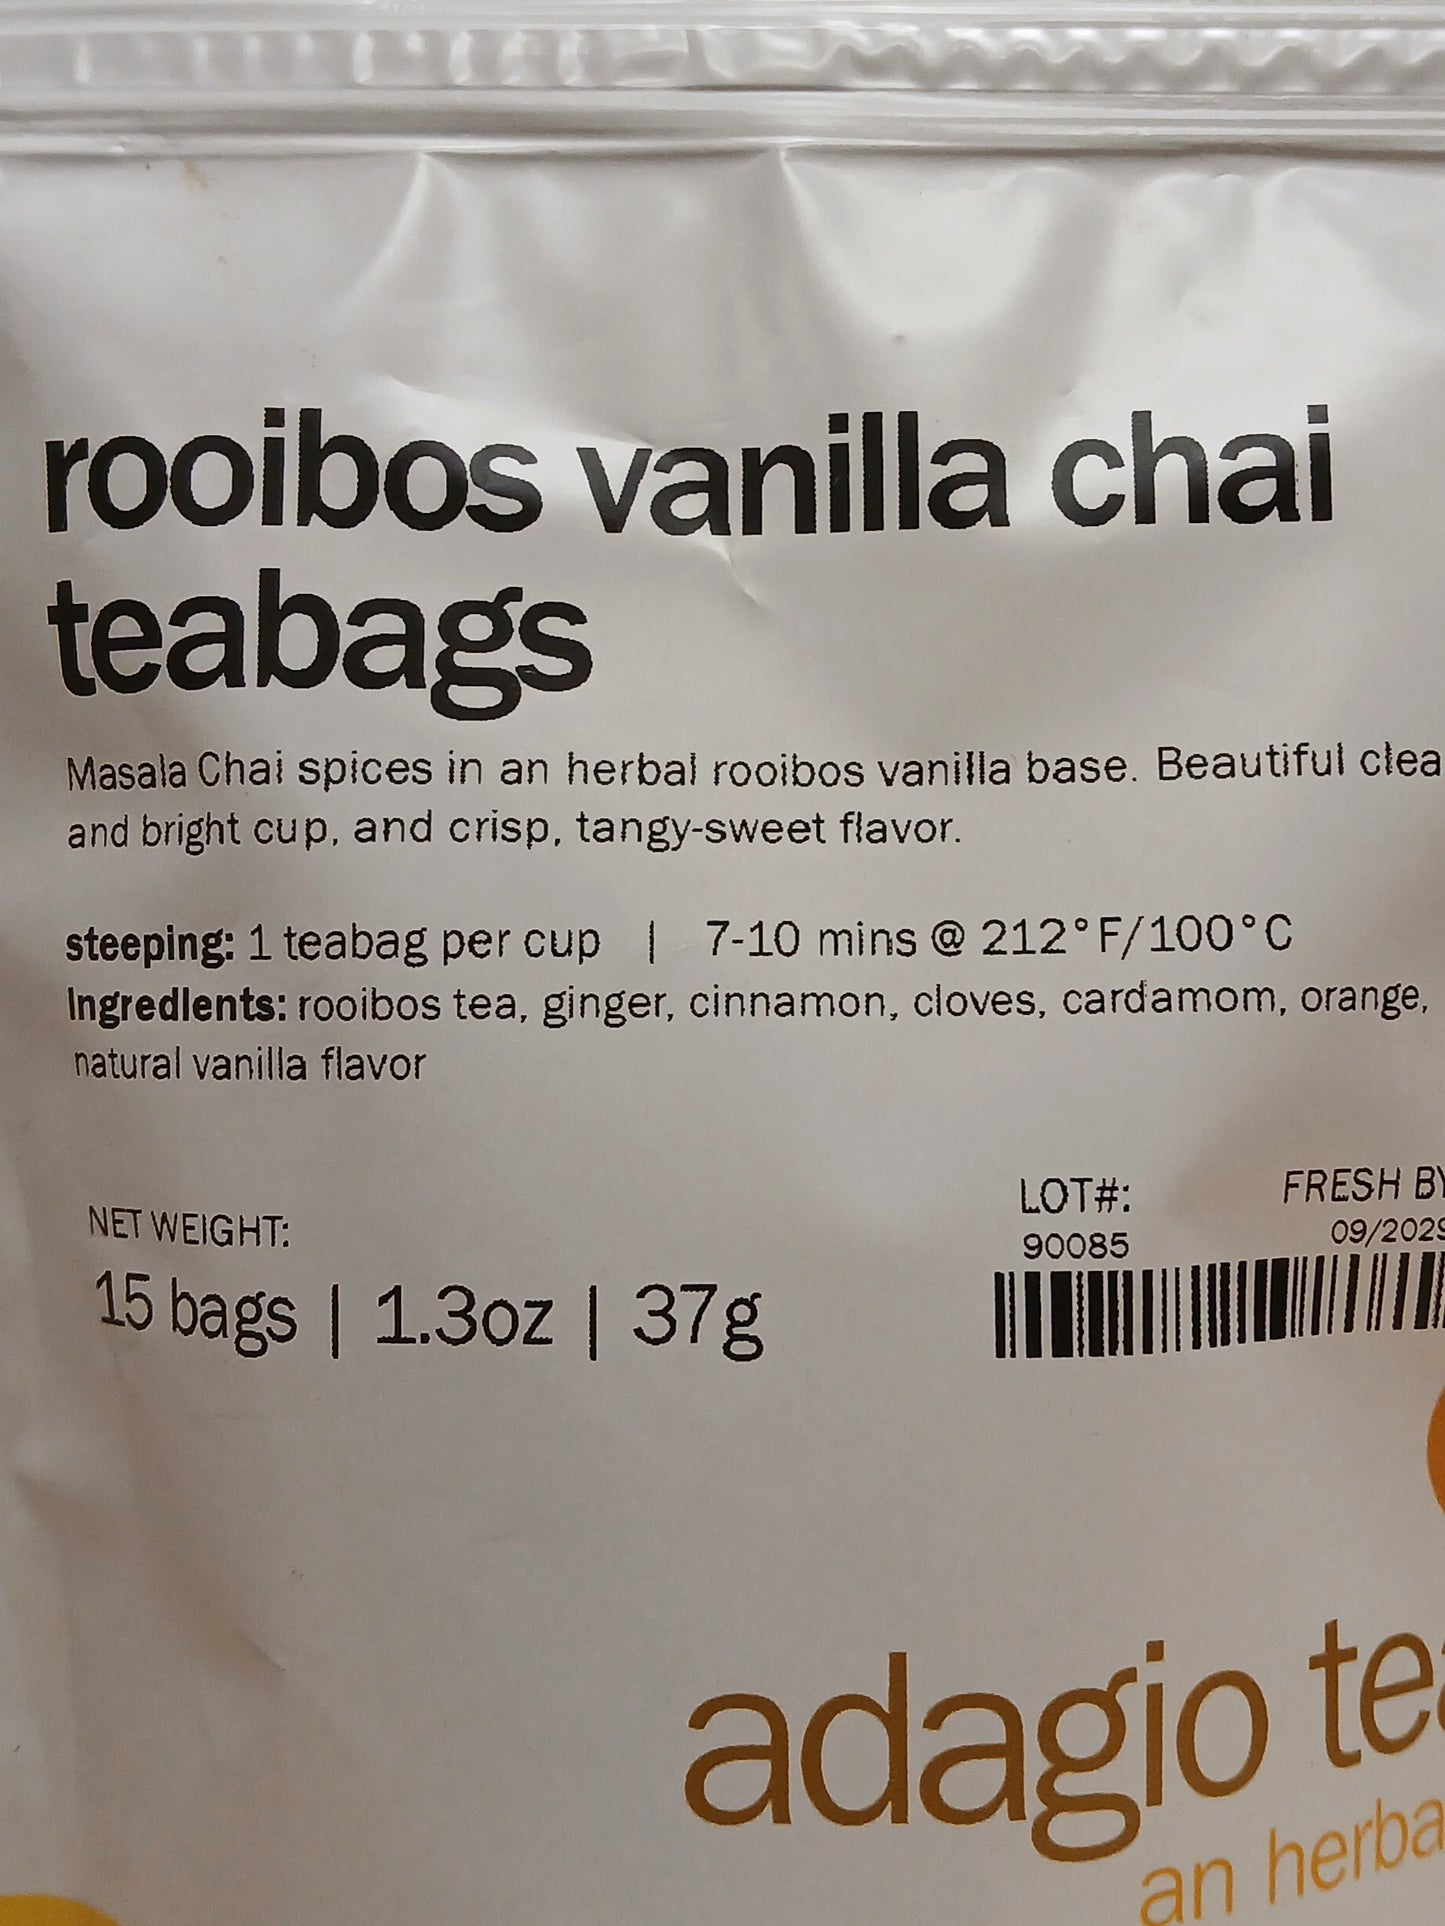 rooibos vanilla chai
teabags
Masala Chai spices in an herbal rooibos vanilla base. Beautiful clea
and bright cup, and crisp, tangy-sweet flavor.
steeping: 1 teabag per cup | 7-10 mins @ 212°F/100°C
Ingredients: rooibos tea, ginger, cinnamon, cloves, cardamom, orange,
natural vanilla flavor
NET WEIGHT:
15 bags | 1.3oz | 37g
LOT#:
90085
FRESH BY
09/2029
adagio tea
an herba